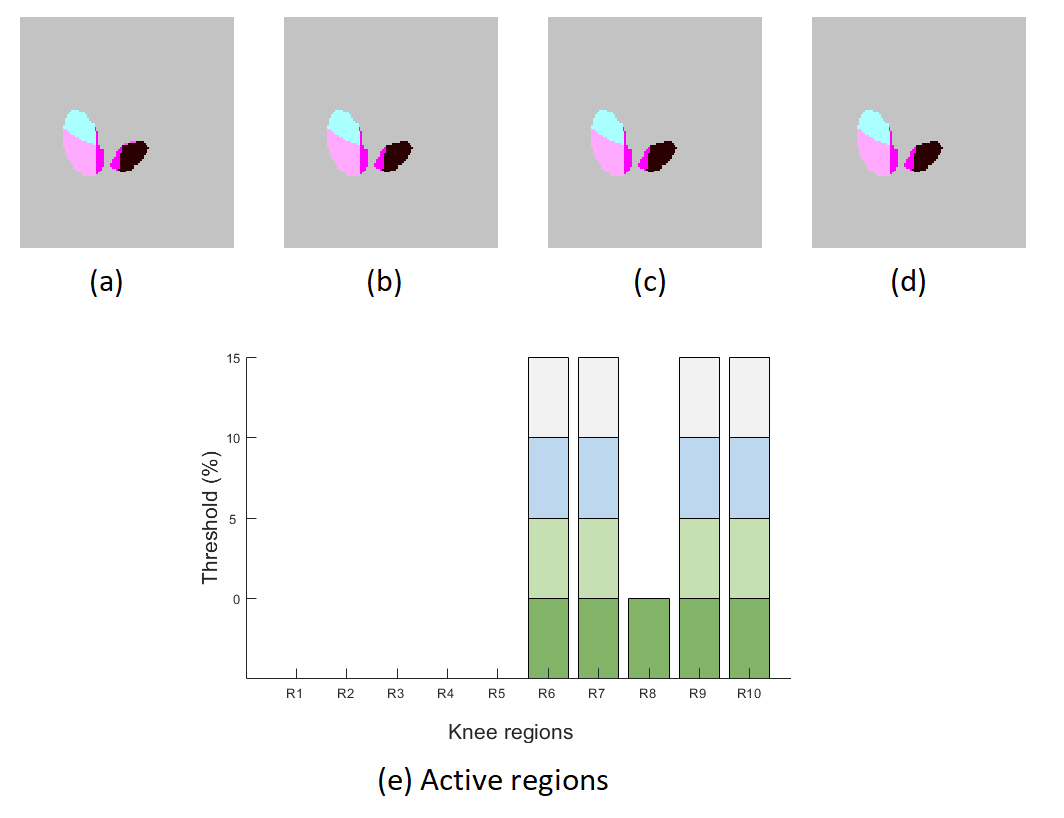 (a) (b) (c) (d)
15
10
5
0
Threshold (%)
R1 R2 R3 R4 R5 R6 R7 R8 R9 R10
Knee regions
(e) Active regions